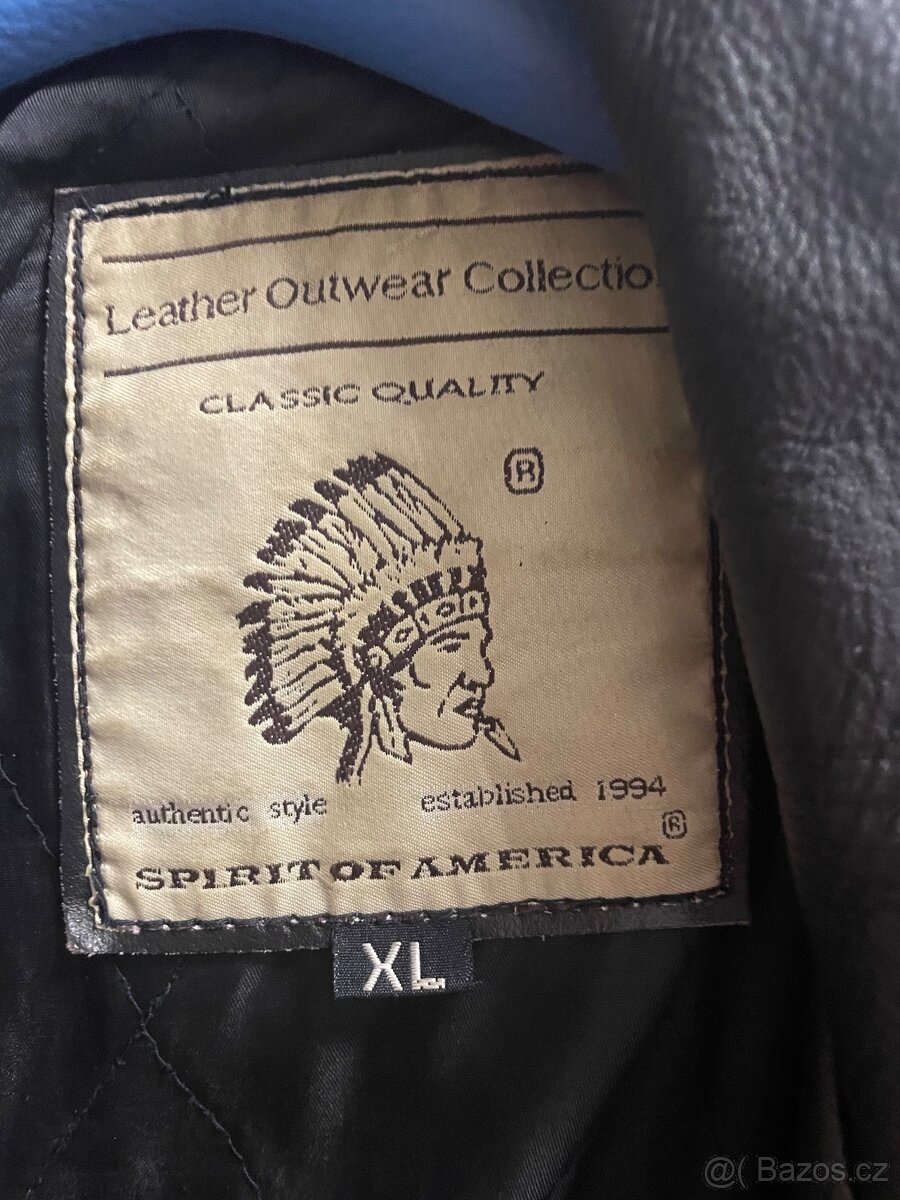 Leather Outwear Collectio
CLASSIC QUALITY
®
authentic style established 1994
®
SPIRIT OF AMERICA
XL
@( Bazos.cz